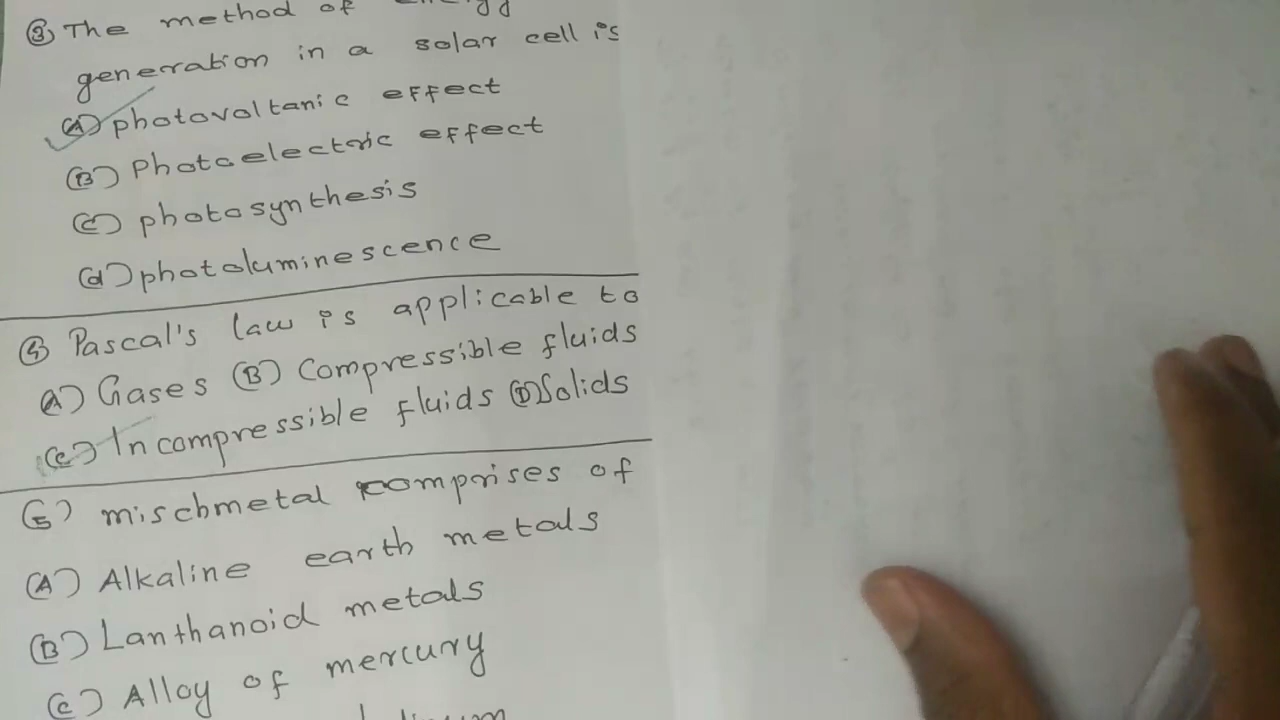 ③ The method of
generation in a solar cell is
(A) photovoltanic effect
(B) Photoelectric effect
(C) photosynthesis
(d) photoluminescence
④ Pascal's law is applicable to
(A) Gases (B) Compressible fluids
(C) Incompressible fluids (D) Solids
(5) mischmetal comprises of
(A) Alkaline earth metals
(B) Lanthanoid metals
(C) Alloy of mercury